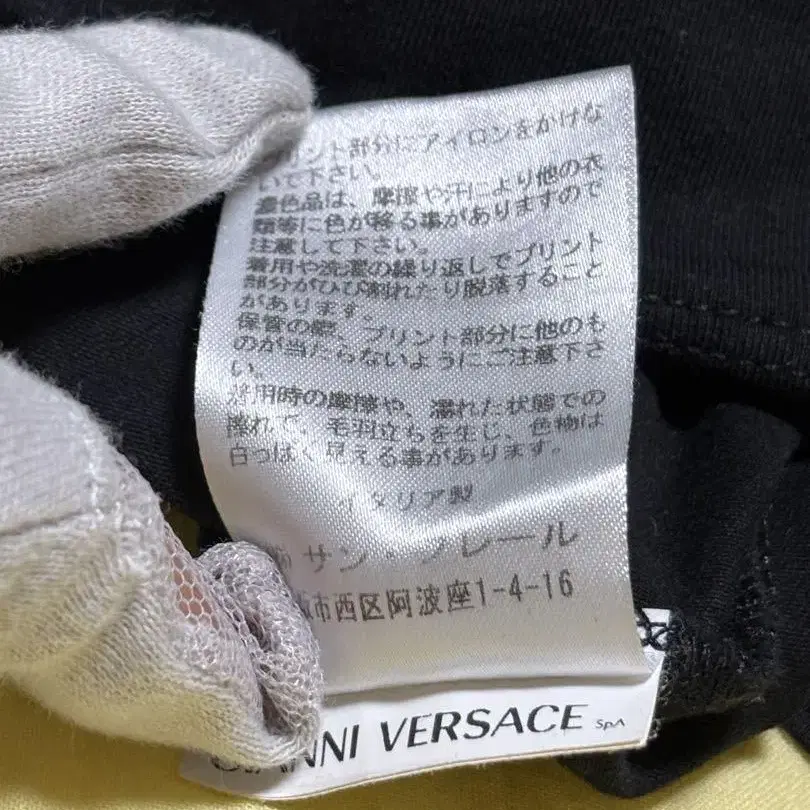 プリント部分にアイロンをかけな
いで下さい。
濃色品は、摩擦や汗により他の衣
類等に色が移る事がありますので
注意して下さい。
着用や洗濯の繰り返しでプリント
部分がひび割れたり脱落すること
があります。
保管の際、プリント部分に他のも
のが当たらないようにご注意下さ
い。
着用時の摩擦や、濡れた状態での
擦れで、毛羽立ちを生じ、色物は
白っぽく見える事があります。
イタリア製
㈱サン・フレール
市西区阿波座1-4-16
GIANNI VERSACE SpA